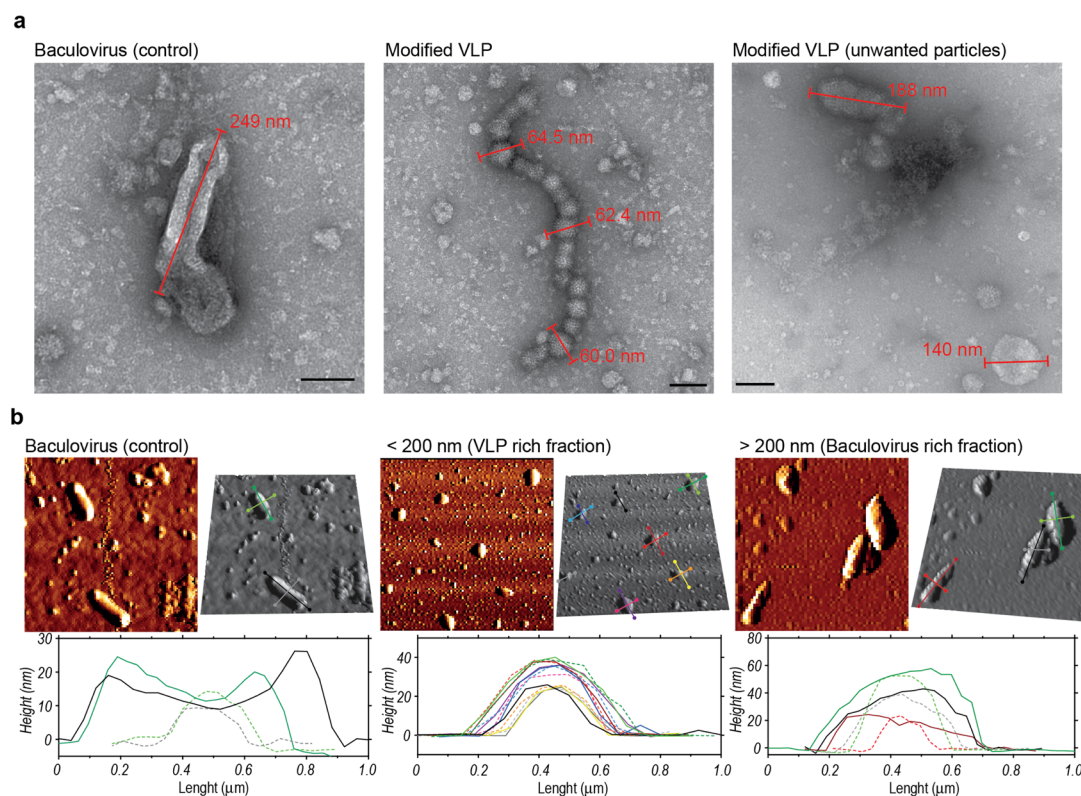 a
Baculovirus (control)
Modified VLP
Modified VLP (unwanted particles)
249 nm
64.5 nm
62.4 nm
60.0 nm
188 nm
140 nm
b
Baculovirus (control)
< 200 nm (VLP rich fraction)
> 200 nm (Baculovirus rich fraction)
Height (nm)
30
20
10
0
0 0.2 0.4 0.6 0.8 1.0
Lenght (μm)
Height (nm)
40
20
0
0 0.2 0.4 0.6 0.8 1.0
Lenght (μm)
Height (nm)
80
60
40
20
0
0 0.2 0.4 0.6 0.8 1.0
Lenght (μm)